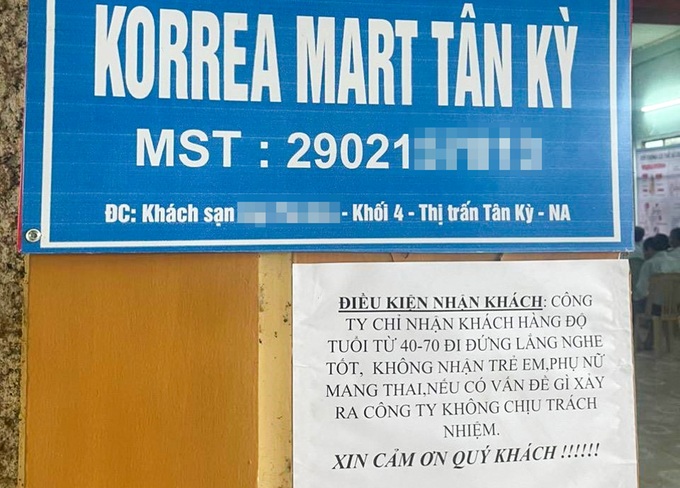 KORREA MART TÂN KỲ
MST : 29021
ĐC: Khách sạn - Khối 4 - Thị trấn Tân Kỳ - NA
ĐIỀU KIỆN NHẬN KHÁCH: CÔNG
TY CHỈ NHẬN KHÁCH HÀNG ĐỘ
TUỔI TỪ 40-70 ĐI ĐỨNG LẮNG NGHE
TỐT, KHÔNG NHẬN TRẺ EM,PHỤ NỮ
MANG THAI,NẾU CÓ VẤN ĐỀ GÌ XẢY
RA CÔNG TY KHÔNG CHỊU TRÁCH
NHIỆM.
XIN CẢM ƠN QUÝ KHÁCH !!!!!!